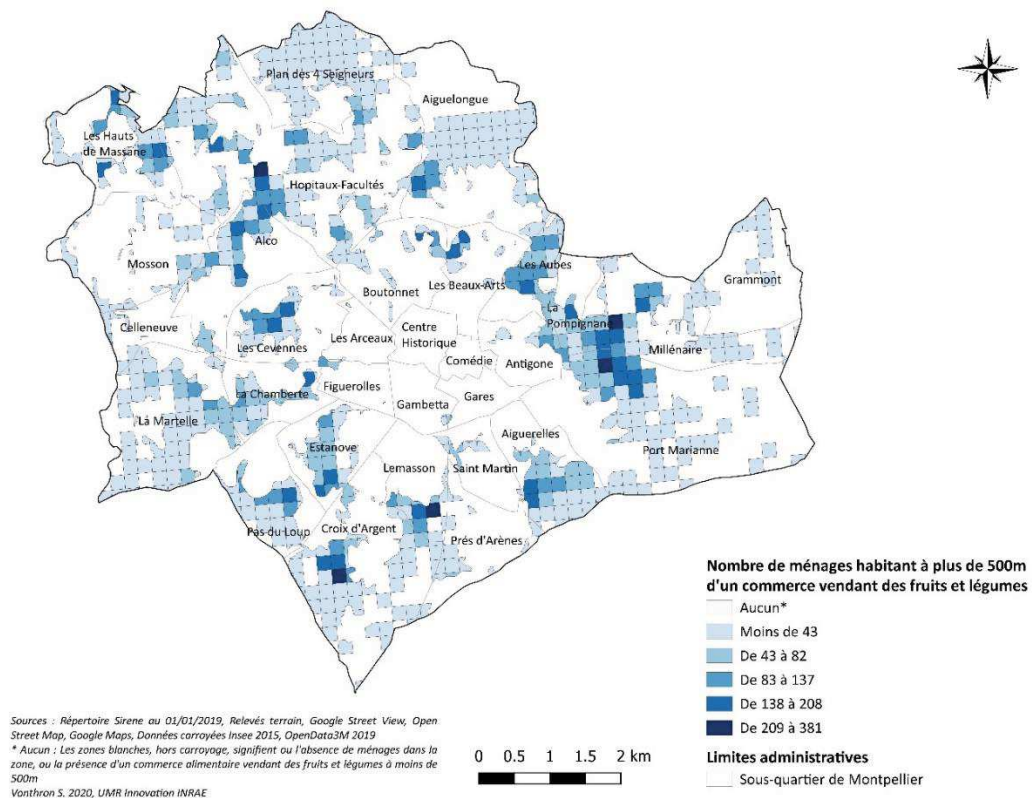 Plan des 4 Seigneurs
Aiguelongue
Les Hauts
de Massane
Hopitaux-Facultés
Alco
Mosson
Grammont
Les Aubes
Boutonnet
Les Beaux-Arts
La
Pompignane
Celleneuve
Les Cevennes
Les Arceaux
Centre
Historique
Millénaire
Comédie
Antigone
La Chamberte
Figuerolles
Gares
Gambetta
La Martelle
Aiguerelles
Estanove
Port Marianne
Lemasson
Saint Martin
Pas du Loup
Croix d'Argent
Prés d'Arènes
Nombre de ménages habitant à plus de 500m
d'un commerce vendant des fruits et légumes
Aucun*
Moins de 43
De 43 à 82
De 83 à 137
De 138 à 208
De 209 à 381
Limites administratives
Sous-quartier de Montpellier
Sources : Répertoire Sirene au 01/01/2019, Relevés terrain, Google Street View, Open
Street Map, Google Maps, Données carroyées Insee 2015, OpenData3M 2019
* Aucun : Les zones blanches, hors carroyage, signifient ou l'absence de ménages dans la
zone, ou la présence d'un commerce alimentaire vendant des fruits et légumes à moins de
500m
Vonthron S. 2020, UMR Innovation INRAE
0 0.5 1 1.5 2 km